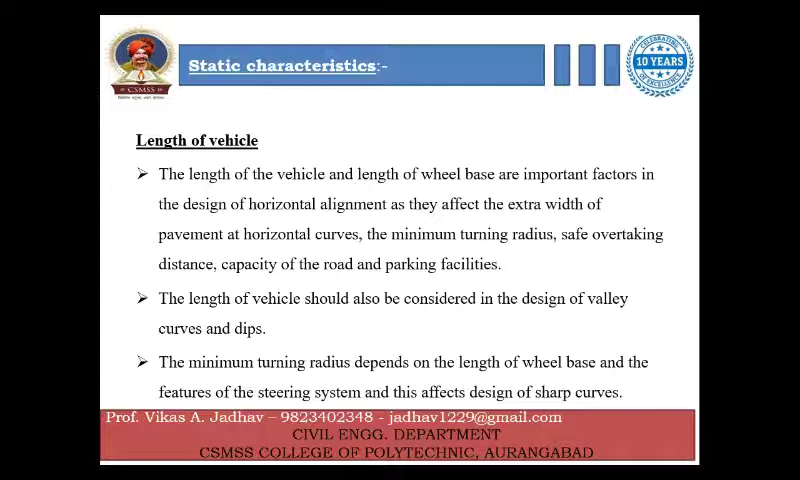 Static characteristics:-
CSMSS
CELEBRATING
10 YEARS
OF EXCELLENCE
Length of vehicle
➢ The length of the vehicle and length of wheel base are important factors in
the design of horizontal alignment as they affect the extra width of
pavement at horizontal curves, the minimum turning radius, safe overtaking
distance, capacity of the road and parking facilities.
➢ The length of vehicle should also be considered in the design of valley
curves and dips.
➢ The minimum turning radius depends on the length of wheel base and the
features of the steering system and this affects design of sharp curves.
Prof. Vikas A. Jadhav – 9823402348 - jadhav1229@gmail.com
CIVIL ENGG. DEPARTMENT
CSMSS COLLEGE OF POLYTECHNIC, AURANGABAD